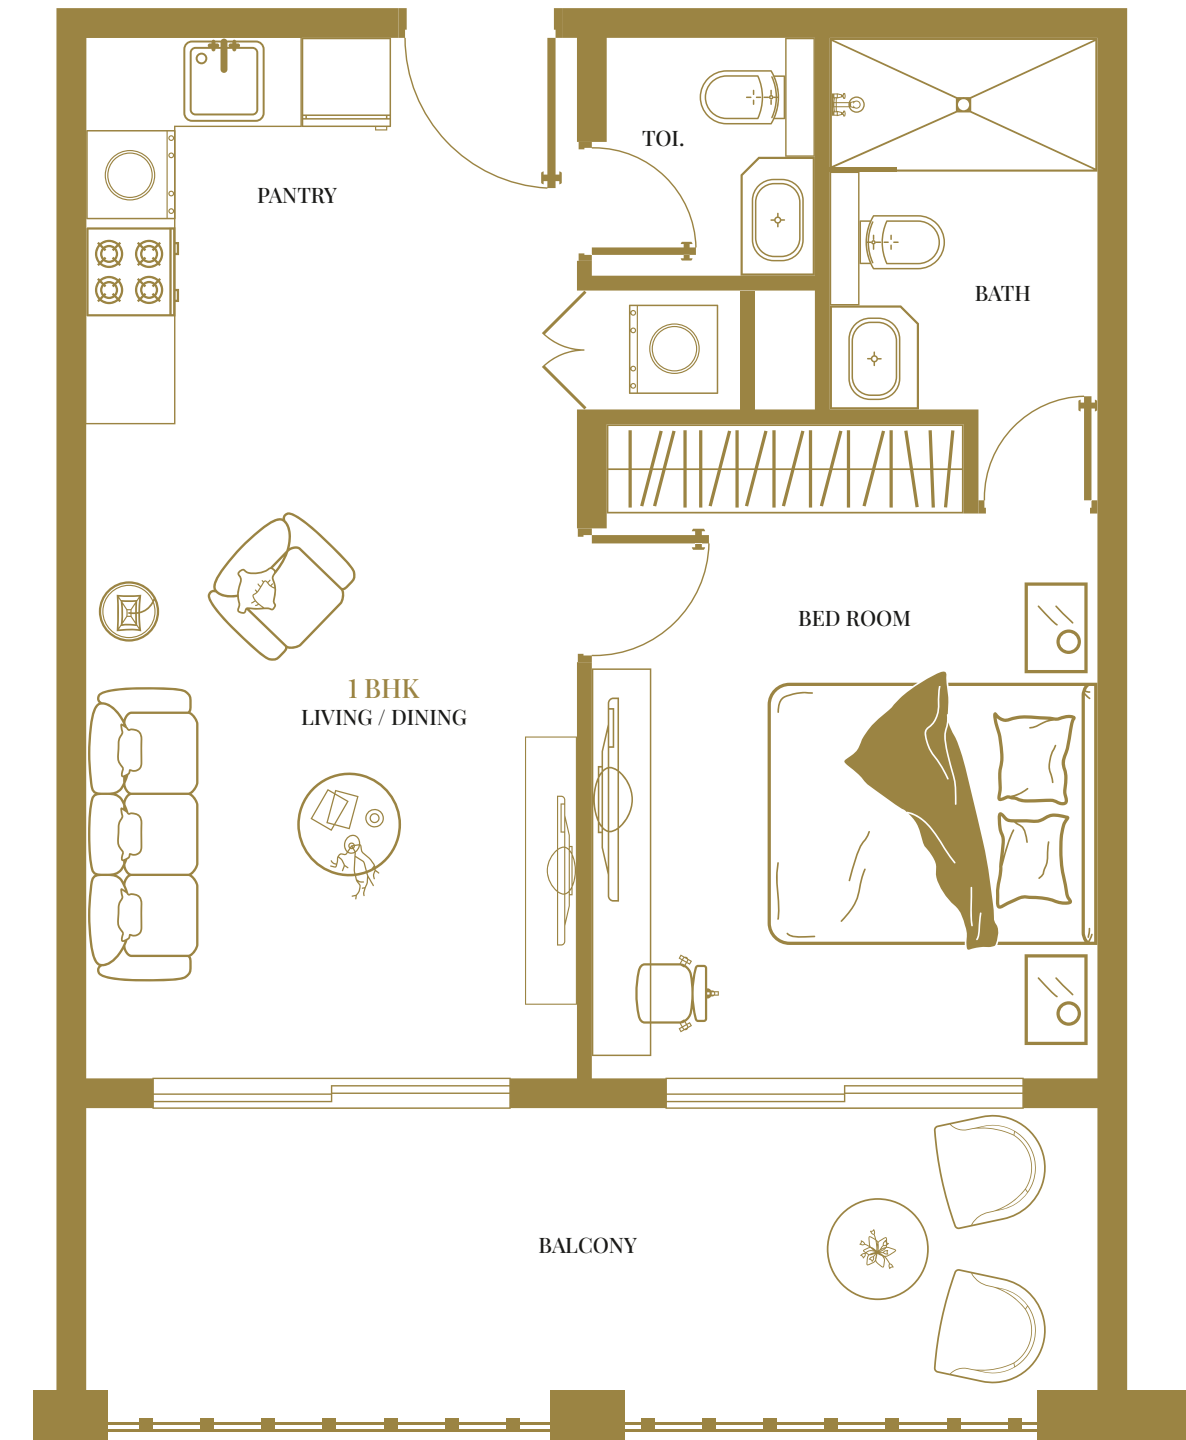 TOI.
PANTRY
BATH
BED ROOM
1 BHK
LIVING / DINING
BALCONY